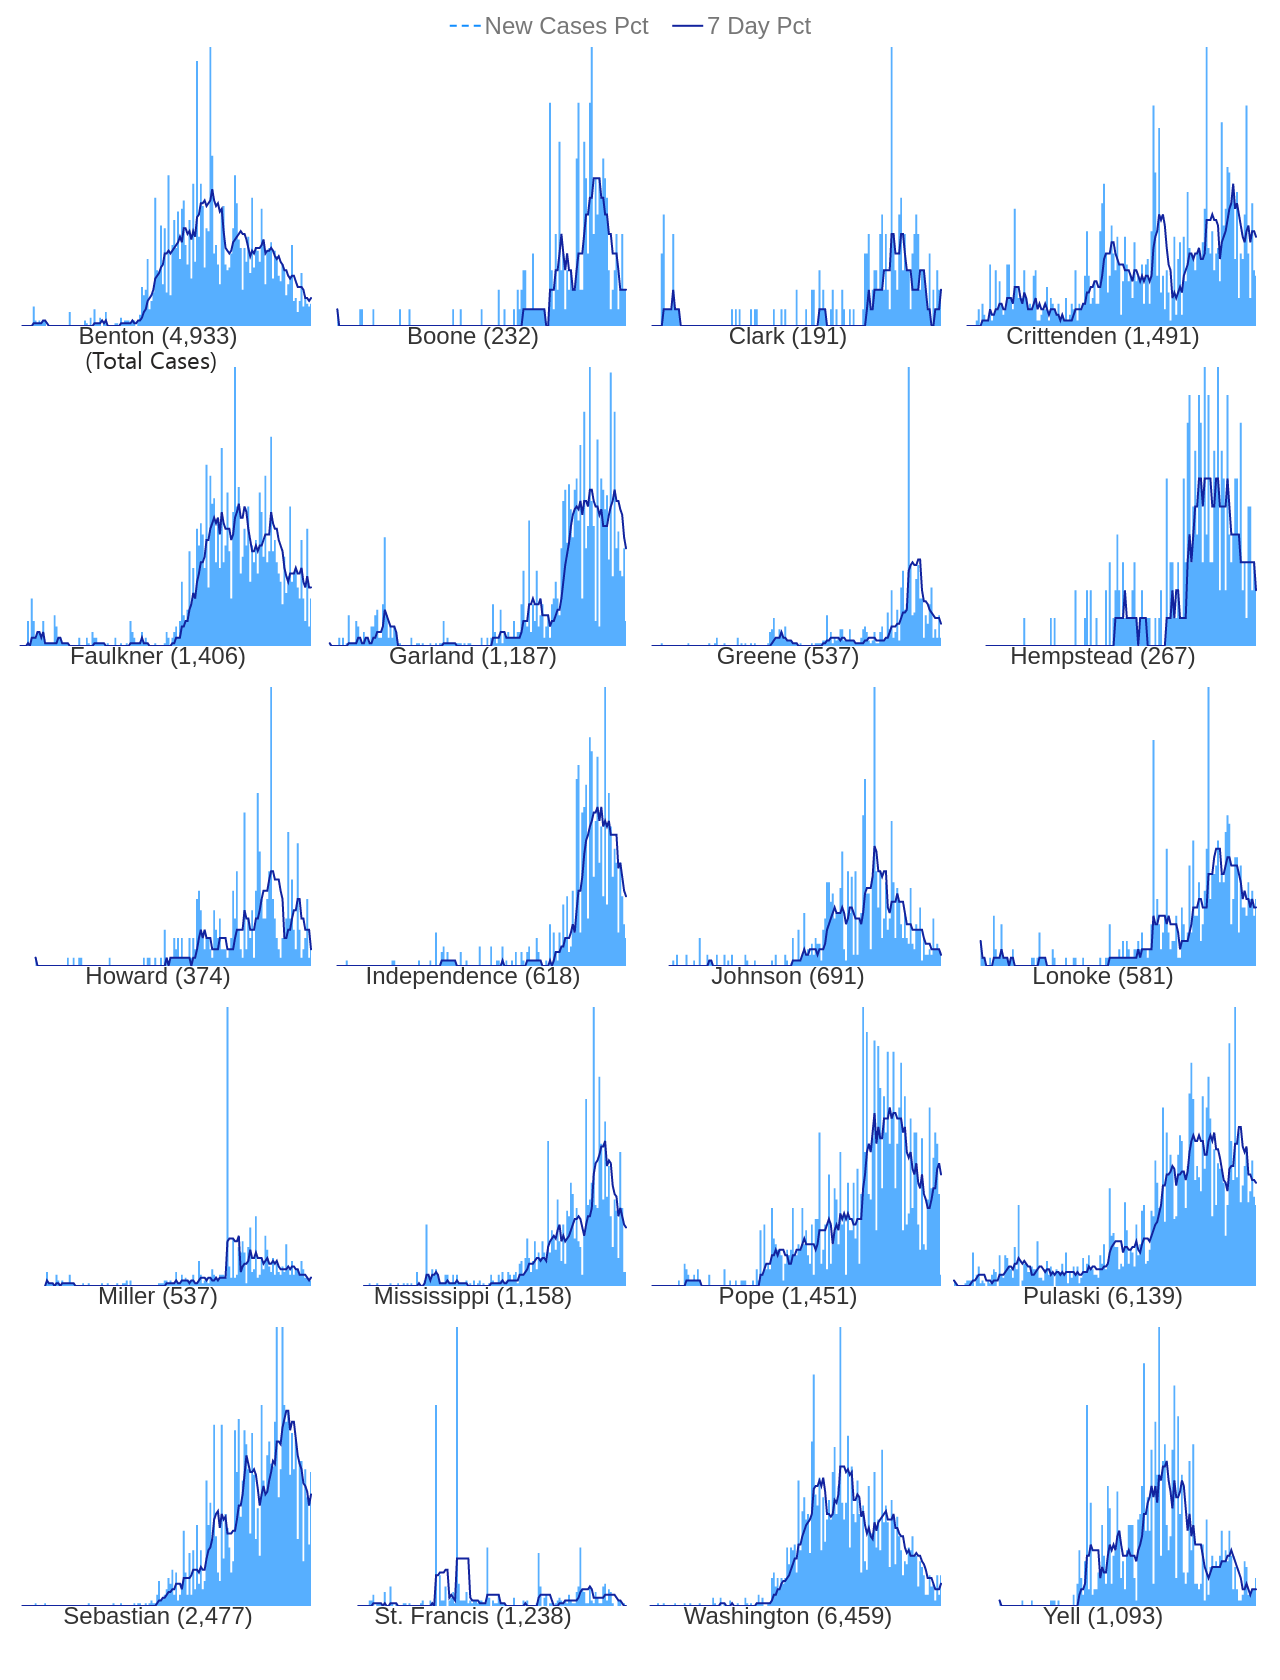 New Cases Pct 7 Day Pct
Benton (4,933) Boone (232) Clark (191) Crittenden (1,491)
(Total Cases)
Faulkner (1,406) Garland (1,187) Greene (537) Hempstead (267)
Howard (374) Independence (618) Johnson (691) Lonoke (581)
Miller (537) Mississippi (1,158) Pope (1,451) Pulaski (6,139)
Sebastian (2,477) St. Francis (1,238) Washington (6,459) Yell (1,093)